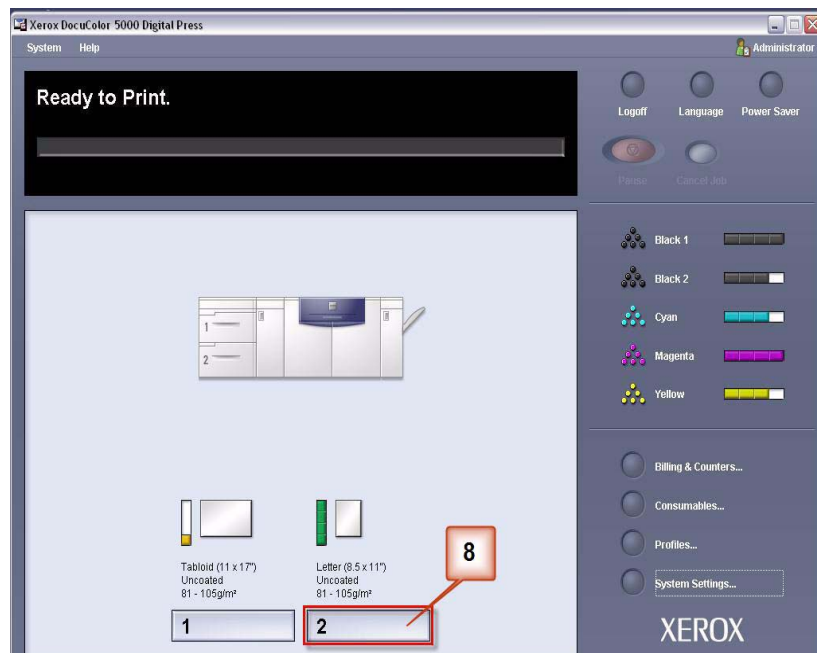 Xerox DocuColor 5000 Digital Press
System Help
Administrator
Ready to Print.
Logoff Language Power Saver
Pause Cancel Job
Black 1
Black 2
Cyan
Magenta
Yellow
1
2
Billing & Counters...
Consumables...
Profiles...
System Settings...
Tabloid (11 x 17")
Uncoated
81 - 105g/m²
Letter (8.5 x 11")
Uncoated
81 - 105g/m²
8
1
2
XEROX